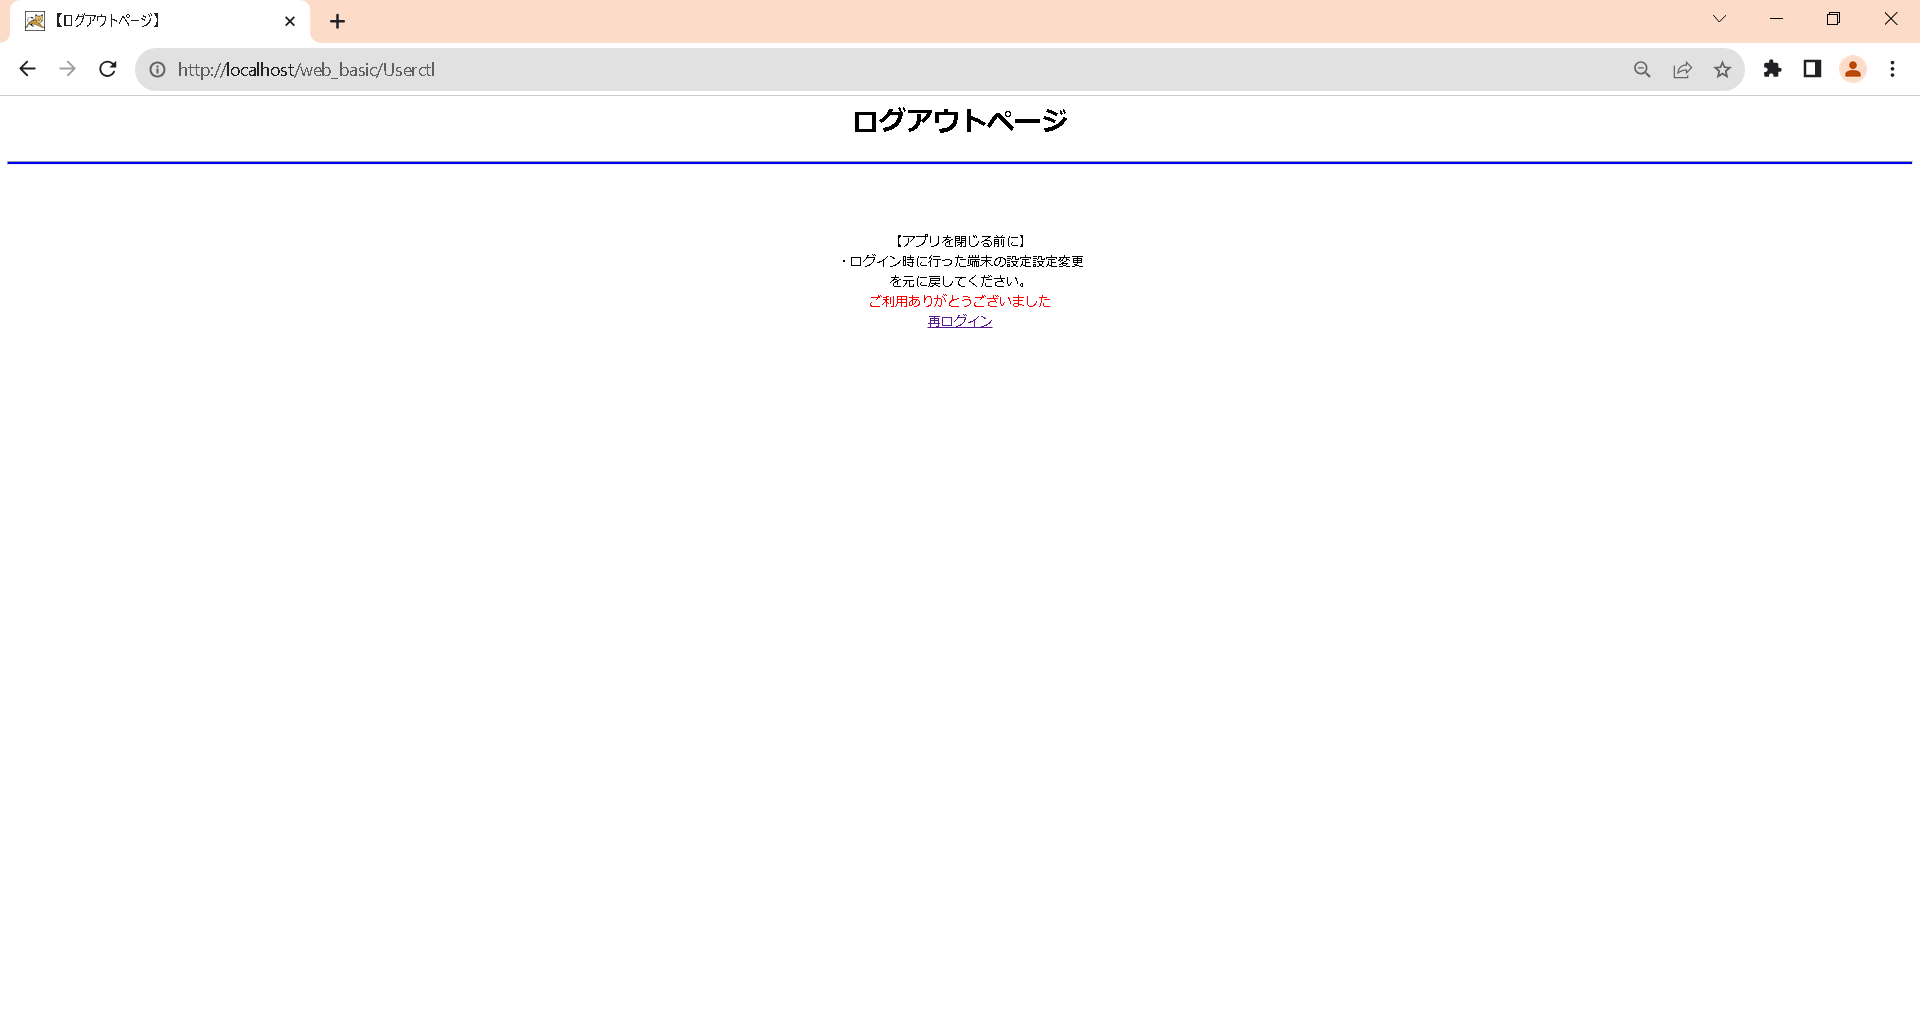 【ログアウトページ】
http://localhost/web_basic/Userctl
ログアウトページ
【アプリを閉じる前に】
・ログイン時に行った端末の設定設定変更
を元に戻してください。
ご利用ありがとうございました
再ログイン